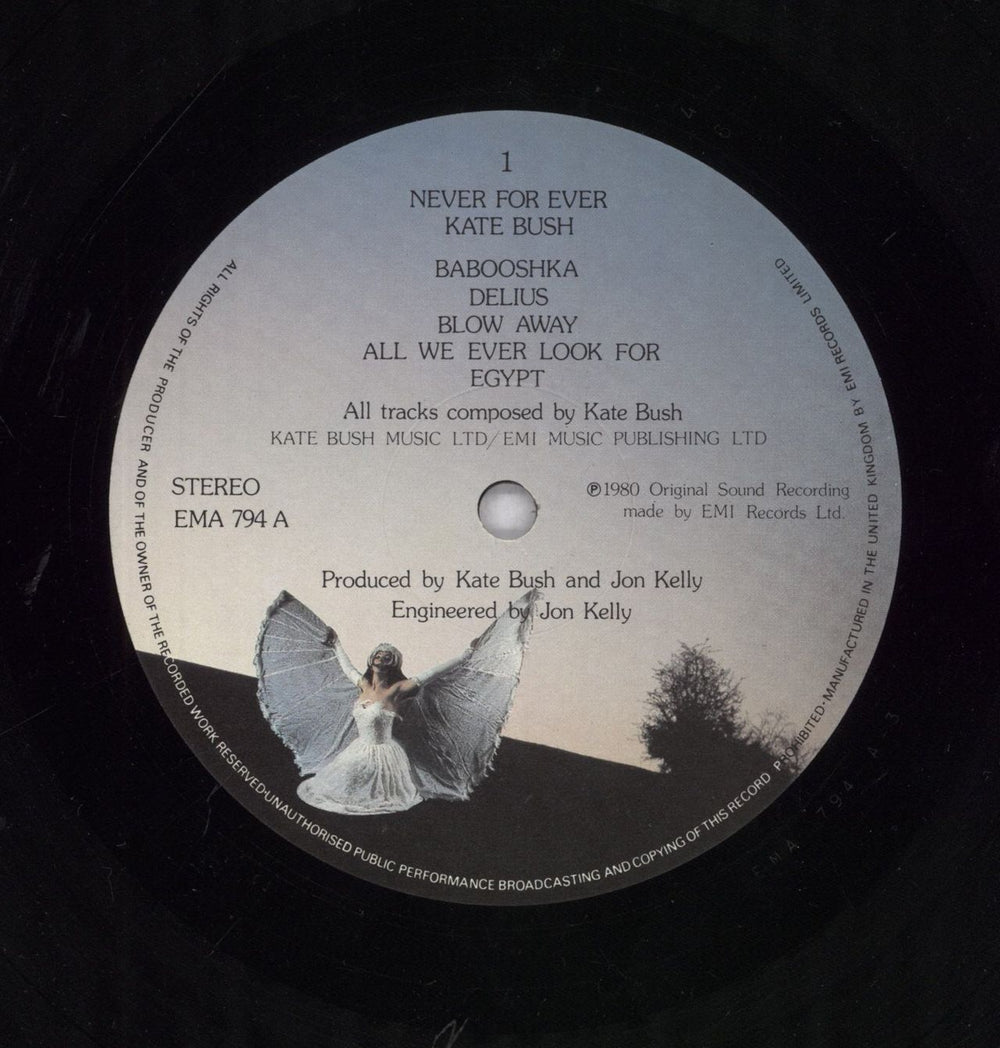 1
NEVER FOR EVER
KATE BUSH
BABOOSHKA
DELIUS
BLOW AWAY
ALL WE EVER LOOK FOR
EGYPT
All tracks composed by Kate Bush
KATE BUSH MUSIC LTD/EMI MUSIC PUBLISHING LTD
STEREO
EMA 794 A
℗1980 Original Sound Recording
made by EMI Records Ltd.
Produced by Kate Bush and Jon Kelly
Engineered by Jon Kelly
ALL RIGHTS OF THE PRODUCER AND OF THE OWNER OF THE RECORDED WORK RESERVED·UNAUTHORISED PUBLIC PERFORMANCE BROADCASTING AND COPYING OF THIS RECORD PROHIBITED·MANUFACTURED IN THE UNITED KINGDOM BY EMI RECORDS LIMITED
EMA 794 A 3